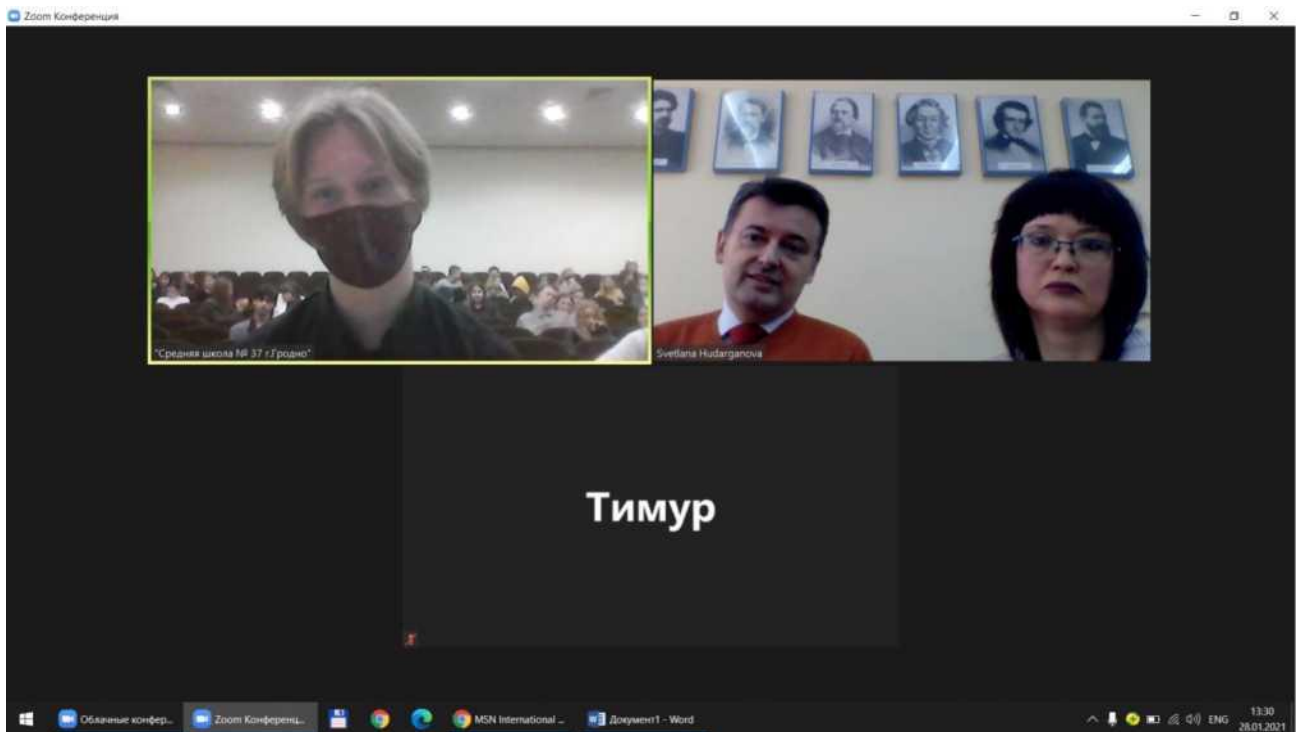 Zoom Конференция
"Средняя школа № 37 г.Гродно"
Svetlana Hudarganova
Тимур
Облачные конфер...
Zoom Конференц...
MSN International ...
Документ1 - Word
ENG
13:30
28.01.2021